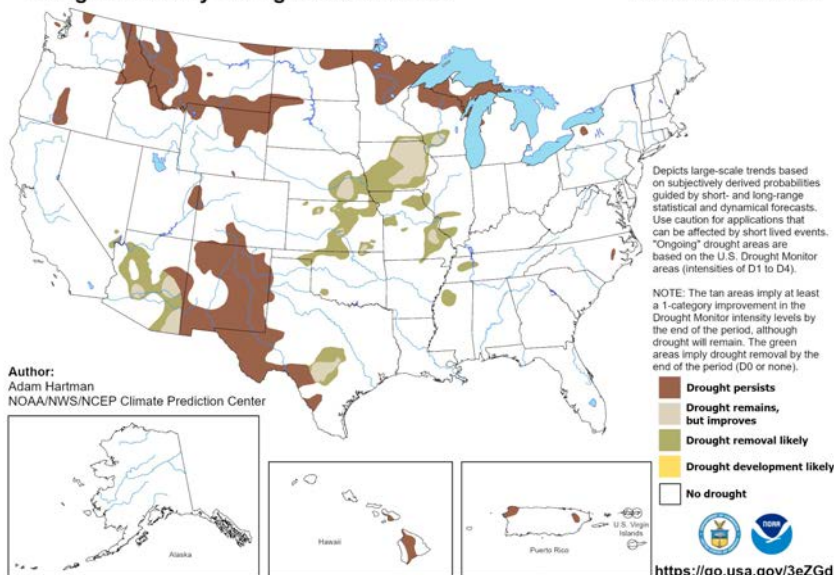 Depicts large-scale trends based
on subjectively derived probabilities
guided by short- and long-range
statistical and dynamical forecasts.
Use caution for applications that
can be affected by short lived events.
"Ongoing" drought areas are
based on the U.S. Drought Monitor
areas (intensities of D1 to D4).
NOTE: The tan areas imply at least
a 1-category improvement in the
Drought Monitor intensity levels by
the end of the period, although
drought will remain. The green
areas imply drought removal by the
end of the period (D0 or none).
Author:
Adam Hartman
NOAA/NWS/NCEP Climate Prediction Center
Drought persists
Drought remains,
but improves
Drought removal likely
Drought development likely
No drought
Alaska
Hawaii
Puerto Rico
U.S. Virgin
Islands
NOAA
https://go.usa.gov/3eZGd